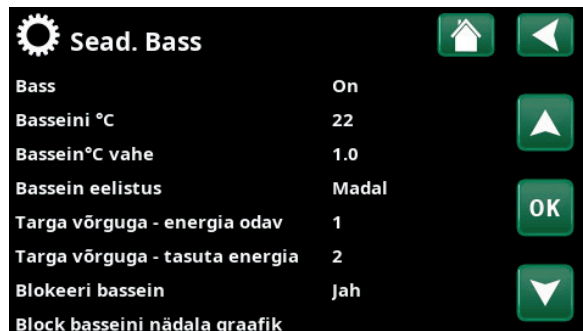 Sead. Bass
Bass On
Basseini °C 22
Bassein°C vahe 1.0
Bassein eelistus Madal
OK
Targa võrguga - energia odav 1
Targa võrguga - tasuta energia 2
Blokeeri bassein Jah
Block basseini nädala graafik